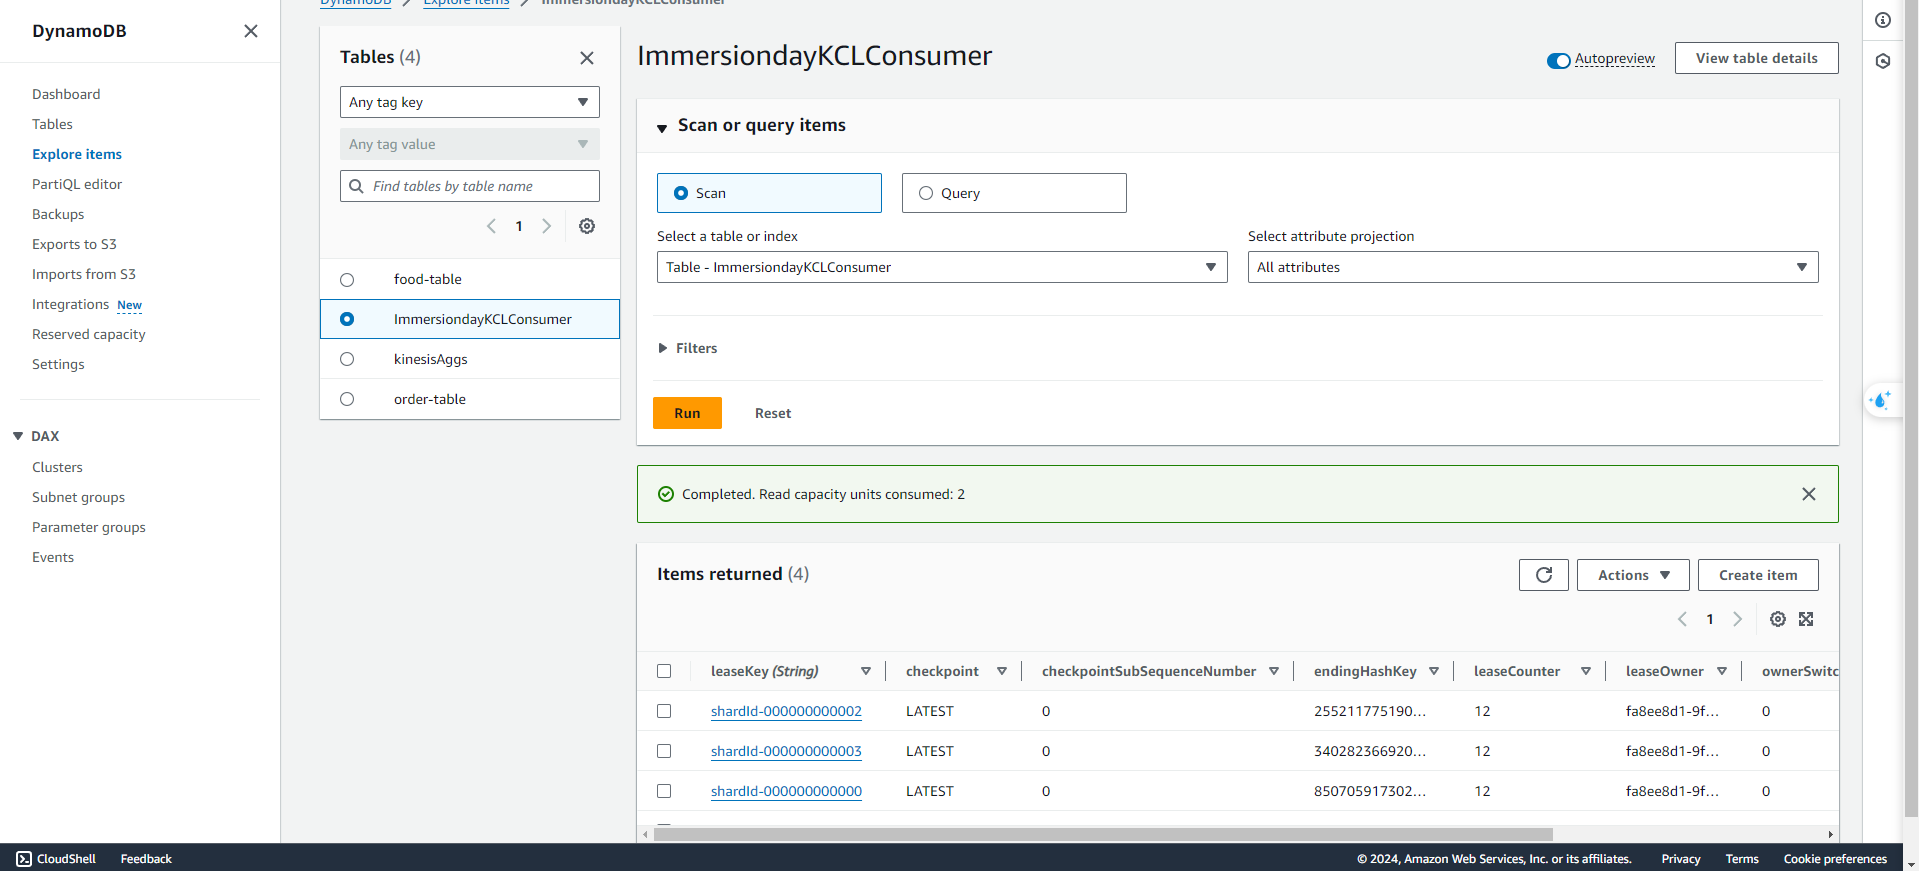 DynamoDB
Dashboard
Tables
Explore items
PartiQL editor
Backups
Exports to S3
Imports from S3
Integrations New
Reserved capacity
Settings
DAX
Clusters
Subnet groups
Parameter groups
Events
DynamoDB Explore items ImmersiondayKCLConsumer
Tables (4)
Any tag key
Any tag value
Find tables by table name
1
food-table
ImmersiondayKCLConsumer
kinesisAggs
order-table
ImmersiondayKCLConsumer
Autopreview
View table details
Scan or query items
Scan
Query
Select a table or index
Select attribute projection
Table - ImmersiondayKCLConsumer
All attributes
Filters
Run
Reset
Completed. Read capacity units consumed: 2
Items returned (4)
Actions
Create item
1
leaseKey (String) checkpoint checkpointSubSequenceNumber endingHashKey leaseCounter leaseOwner ownerSwitc
shardId-000000000002 LATEST 0 255211775190... 12 fa8ee8d1-9f... 0
shardId-000000000003 LATEST 0 340282366920... 12 fa8ee8d1-9f... 0
shardId-000000000000 LATEST 0 850705917302... 12 fa8ee8d1-9f... 0
CloudShell Feedback © 2024, Amazon Web Services, Inc. or its affiliates. Privacy Terms Cookie preferences